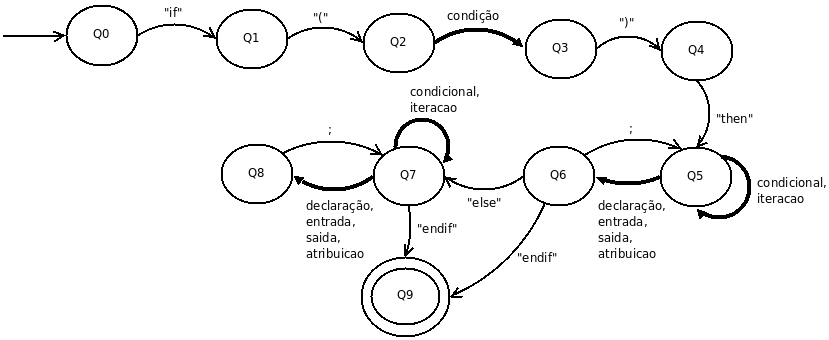 "if"
"("
condição
")"
Q0
Q1
Q2
Q3
Q4
condicional,
iteracao
"then"
;
;
Q8
Q7
Q6
Q5
condicional,
iteracao
"else"
declaração,
entrada,
saida,
atribuicao
declaração,
entrada,
saida,
atribuicao
"endif"
"endif"
Q9